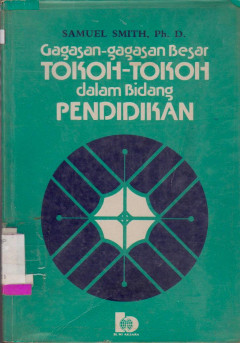 SAMUEL SMITH, Ph. D.
Gagasan-gagasan Besar
TOKOH-TOKOH
dalam Bidang
PENDIDIKAN